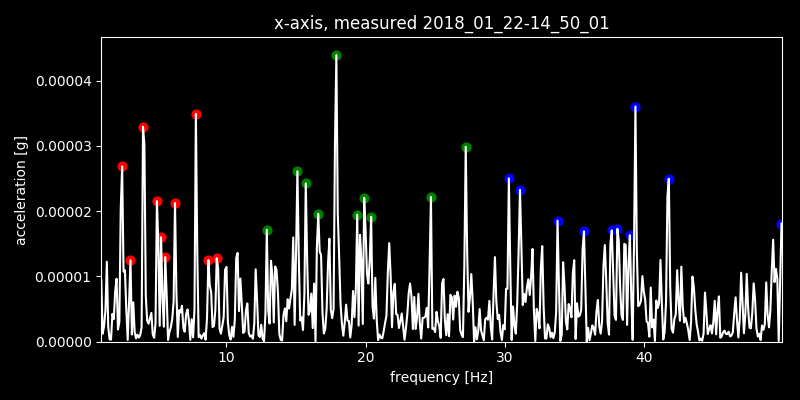 x-axis, measured 2018_01_22-14_50_01
acceleration [g]
0.00004
0.00003
0.00002
0.00001
0.00000
10 20 30 40
frequency [Hz]